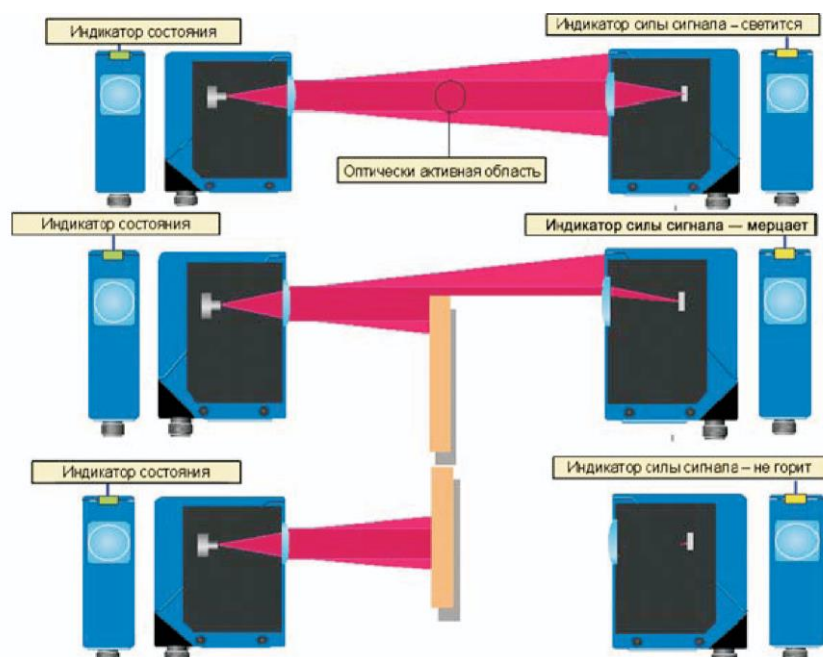 Индикатор состояния
Индикатор силы сигнала – светится
Оптически активная область
Индикатор состояния
Индикатор силы сигнала — мерцает
Индикатор состояния
Индикатор силы сигнала – не горит